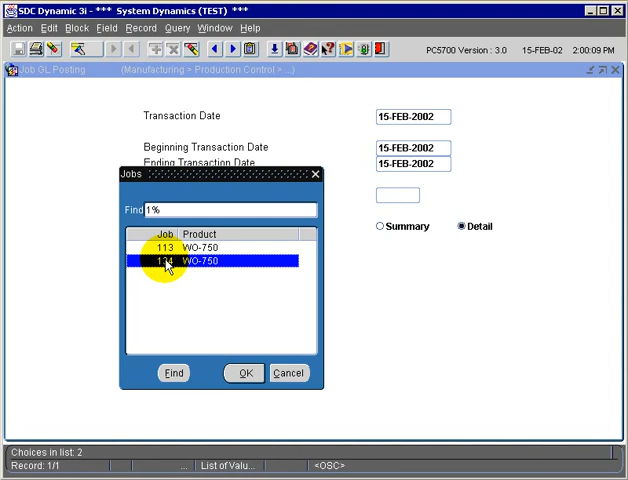 SDC Dynamic 3i - *** System Dynamics (TEST) ***
Action Edit Block Field Record Query Window Help
PC5700 Version : 3.0 15-FEB-02 2:00:09 PM
Job GL Posting (Manufacturing > Production Control > ...)
Transaction Date 15-FEB-2002
Beginning Transaction Date 15-FEB-2002
Ending Transaction Date 15-FEB-2002
Jobs
Find 1%
Summary Detail
Job Product
113 WO-750
134 WO-750
Find OK Cancel
Choices in list: 2
Record: 1/1 ... List of Valu... <OSC>